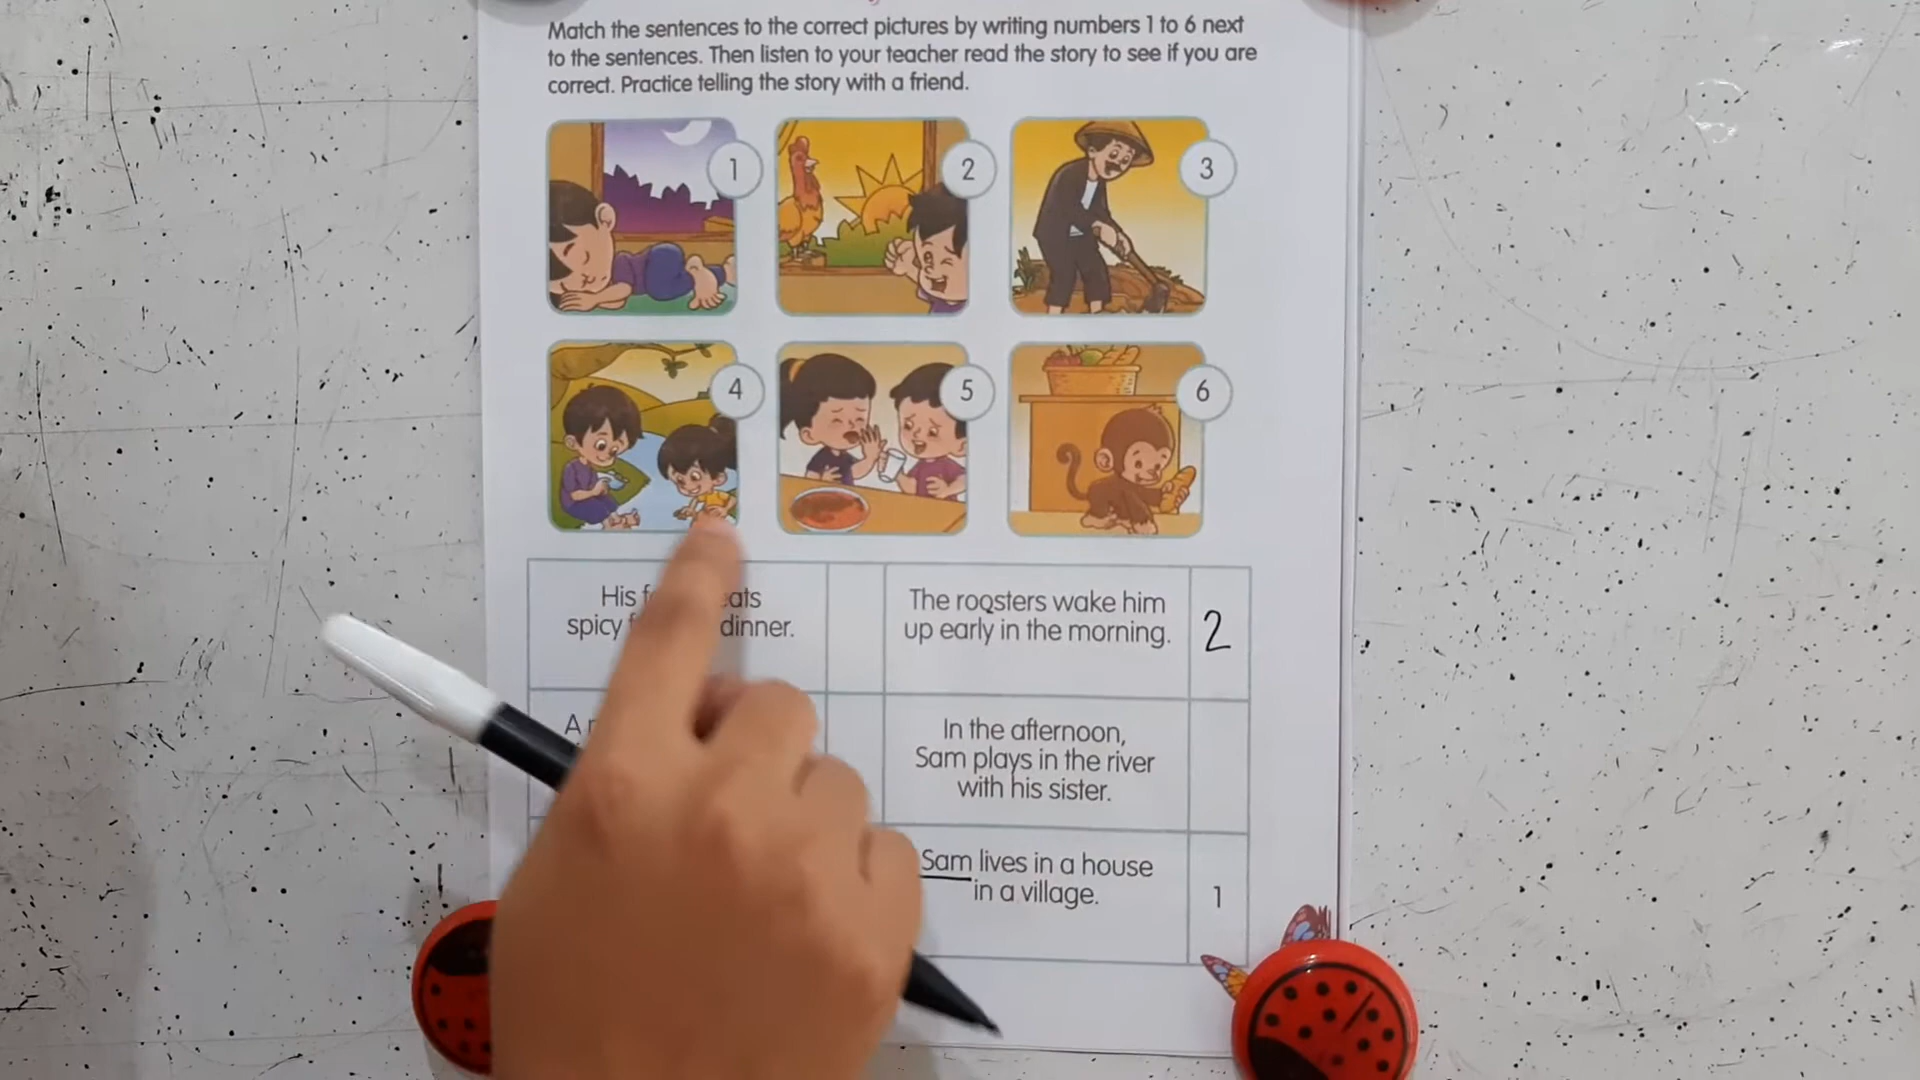 Match the sentences to the correct pictures by writing numbers 1 to 6 next
to the sentences. Then listen to your teacher read the story to see if you are
correct. Practice telling the story with a friend.
1
2
3
4
5
6
His
spicy dinner.
The roosters wake him
up early in the morning.
2
A
In the afternoon,
Sam plays in the river
with his sister.
Sam lives in a house
in a village.
1